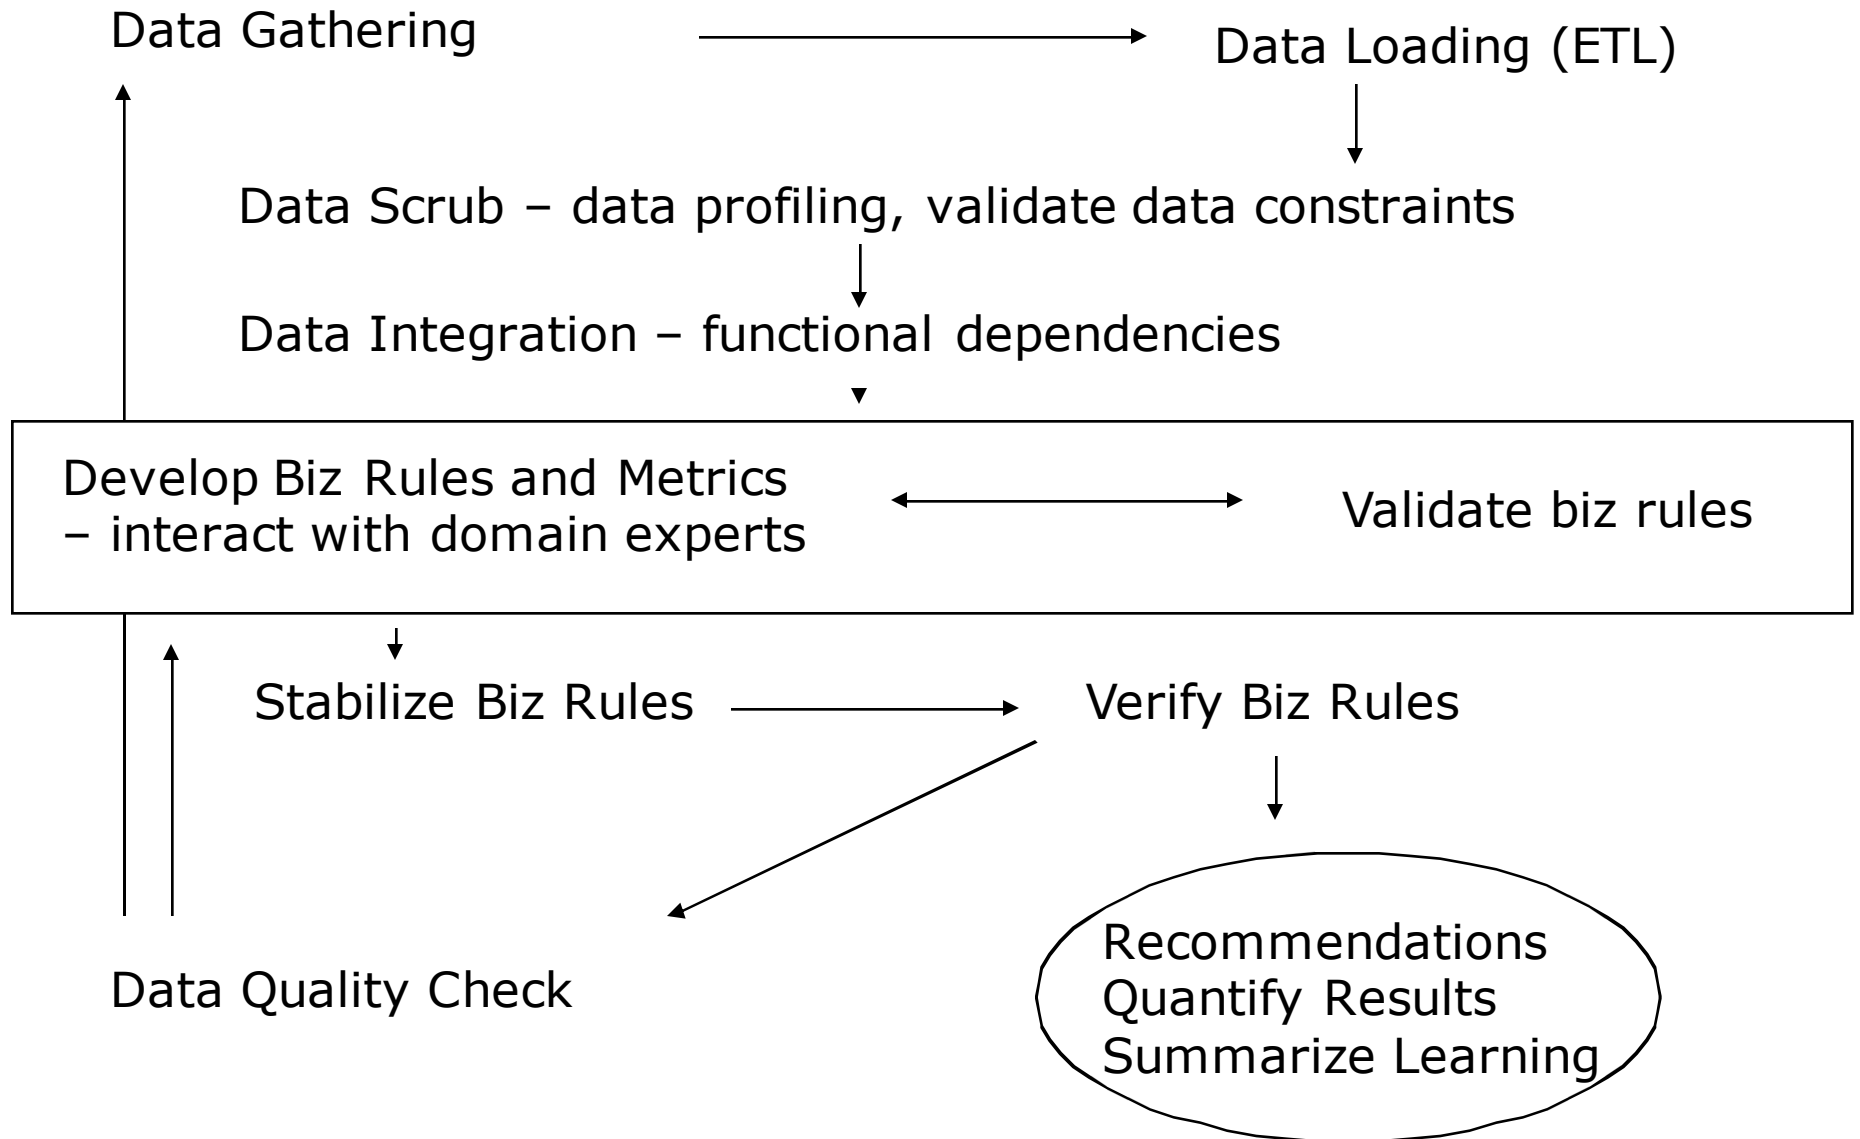 Data Gathering
Data Loading (ETL)
Data Scrub – data profiling, validate data constraints
Data Integration – functional dependencies
Develop Biz Rules and Metrics
– interact with domain experts
Validate biz rules
Stabilize Biz Rules
Verify Biz Rules
Data Quality Check
Recommendations
Quantify Results
Summarize Learning